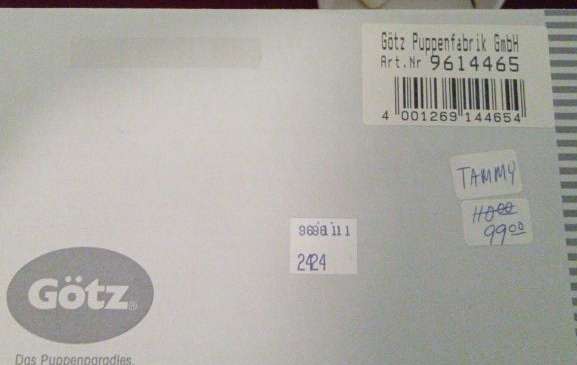 Götz Puppenfabrik GmbH
Art.Nr 9614465
4 001269 144654
TAMMY
110.00
99.00
2424
Götz®
Das Puppenparadies.